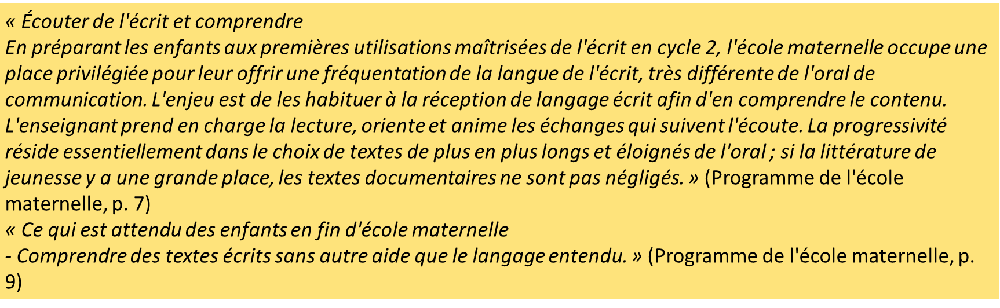 « Écouter de l'écrit et comprendre
En préparant les enfants aux premières utilisations maîtrisées de l'écrit en cycle 2, l'école maternelle occupe une
place privilégiée pour leur offrir une fréquentation de la langue de l'écrit, très différente de l'oral de
communication. L'enjeu est de les habituer à la réception de langage écrit afin d'en comprendre le contenu.
L'enseignant prend en charge la lecture, oriente et anime les échanges qui suivent l'écoute. La progressivité
réside essentiellement dans le choix de textes de plus en plus longs et éloignés de l'oral ; si la littérature de
jeunesse y a une grande place, les textes documentaires ne sont pas négligés. » (Programme de l'école
maternelle, p. 7)
« Ce qui est attendu des enfants en fin d'école maternelle
- Comprendre des textes écrits sans autre aide que le langage entendu. » (Programme de l'école maternelle, p.
9)